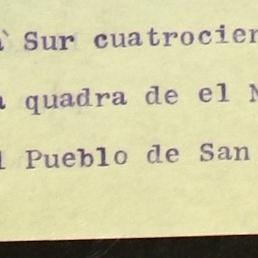 Sur cuatrocien
quadra de el
Pueblo de San